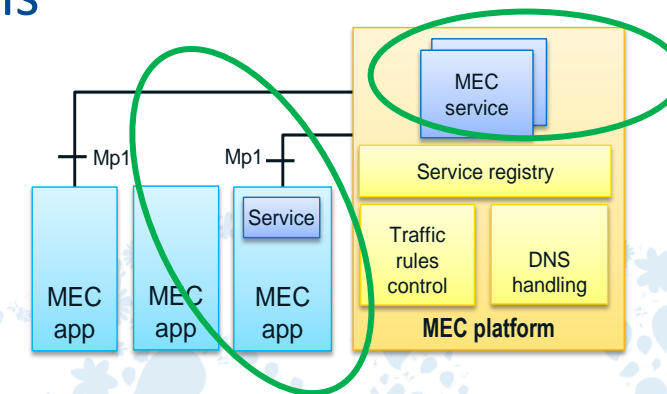 MEC
service
Mp1
Mp1
Service registry
Service
Traffic
rules
control
DNS
handling
MEC
app
MEC
app
MEC
app
MEC platform